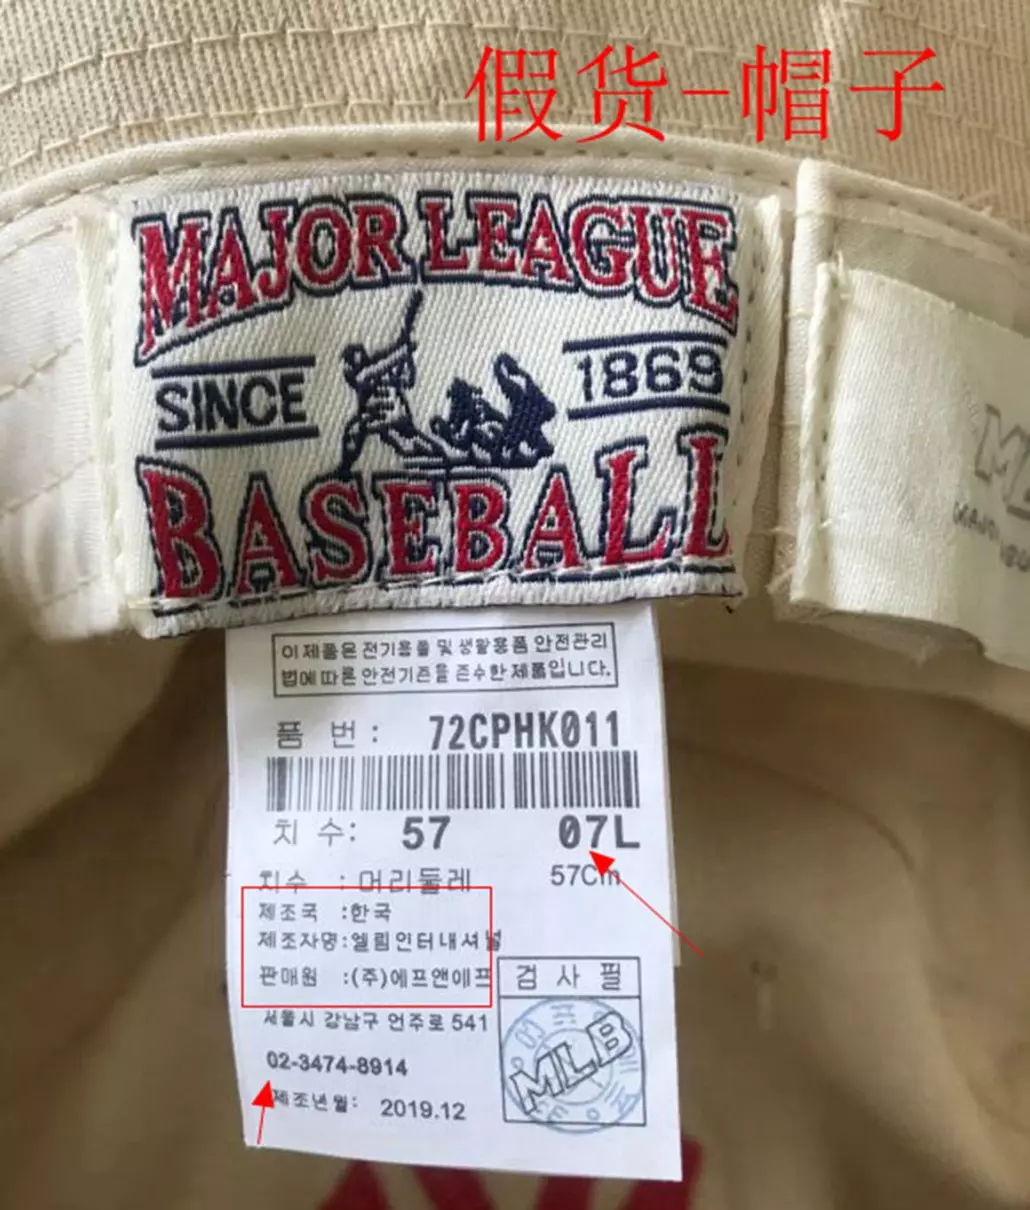 假货-帽子
MAJOR LEAGUE
SINCE 1869
BASEBALL
이 제품은 전기용품 및 생활용품 안전관리
법에 따른 안전기준을 준수한 제품입니다.
품 번 : 72CPHK011
치 수: 57 07L
치수 : 머리둘레 57Cm
제조국 :한국
제조자명:엘림인터내셔널
판매원 :(주)에프앤이프
검 사 필
서울시 강남구 언주로 541
MLB
02-3474-8914
제조년월: 2019.12